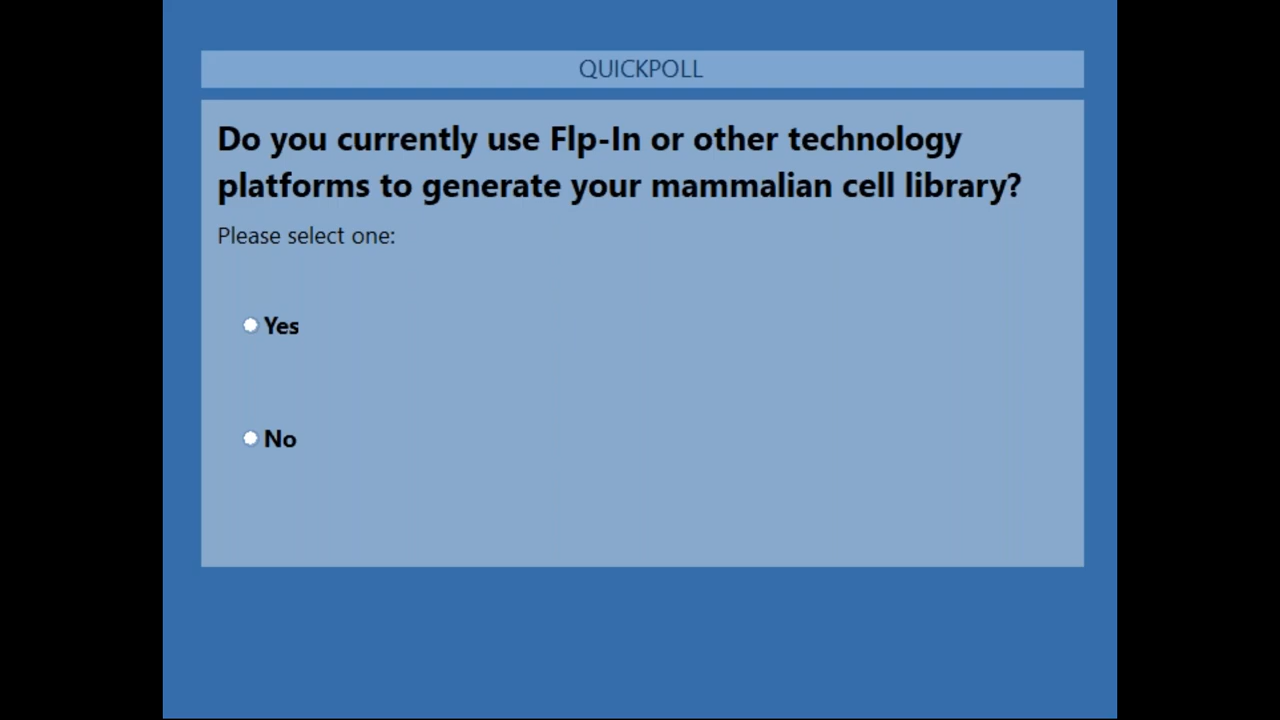 QUICKPOLL
Do you currently use Flp-In or other technology
platforms to generate your mammalian cell library?
Please select one:
Yes
No